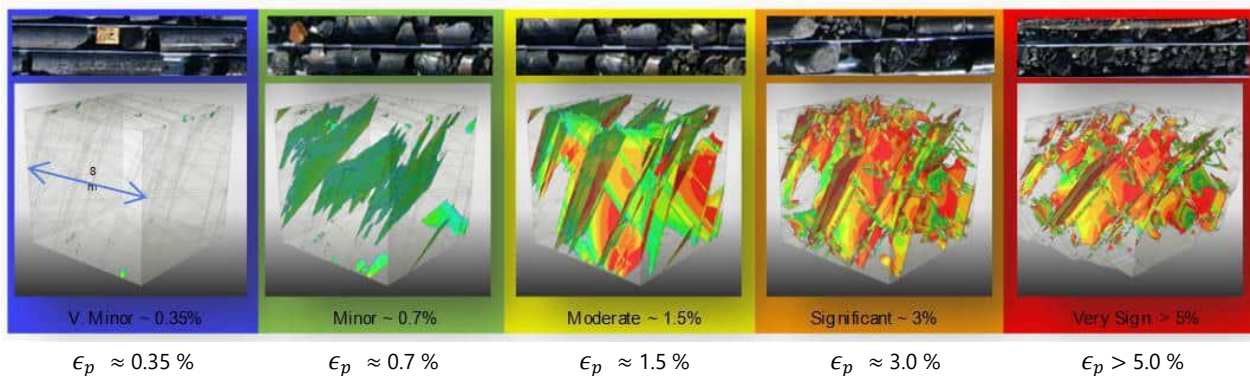 8
m
V. Minor ~ 0.35%
Minor ~ 0.7%
Moderate ~ 1.5%
Significant ~ 3%
Very Sign. > 5%
ϵₚ ≈ 0.35 %
ϵₚ ≈ 0.7 %
ϵₚ ≈ 1.5 %
ϵₚ ≈ 3.0 %
ϵₚ > 5.0 %